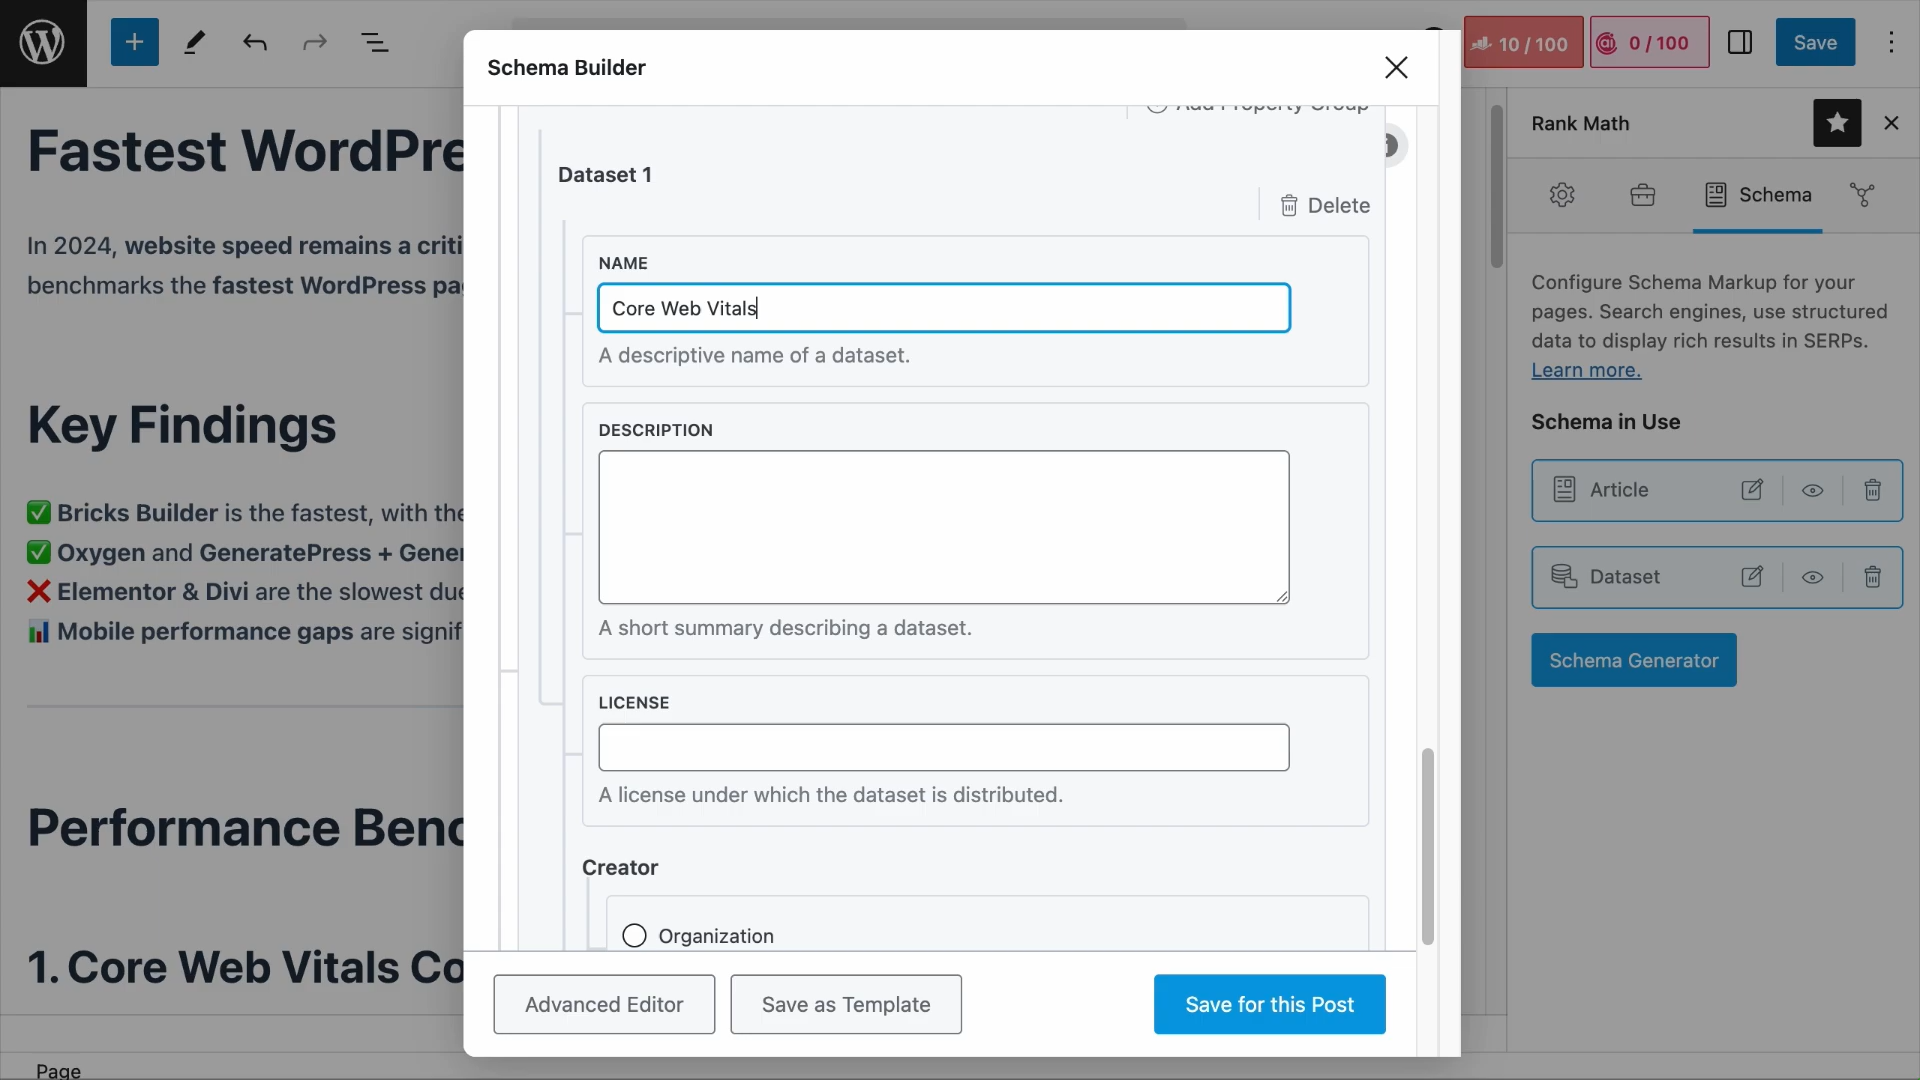 10 / 100
0 / 100
Save
Schema Builder
Fastest WordPre
In 2024, website speed remains a criti
benchmarks the fastest WordPress pa
Key Findings
✅ Bricks Builder is the fastest, with the
✅ Oxygen and GeneratePress + Gener
❌ Elementor & Divi are the slowest due
📊 Mobile performance gaps are signif
Performance Benc
1. Core Web Vitals Co
Page
Add Property Group
Dataset 1
Delete
NAME
Core Web Vitals
A descriptive name of a dataset.
DESCRIPTION
A short summary describing a dataset.
LICENSE
A license under which the dataset is distributed.
Creator
Organization
Advanced Editor
Save as Template
Save for this Post
Rank Math
Schema
Configure Schema Markup for your
pages. Search engines, use structured
data to display rich results in SERPs.
Learn more.
Schema in Use
Article
Dataset
Schema Generator